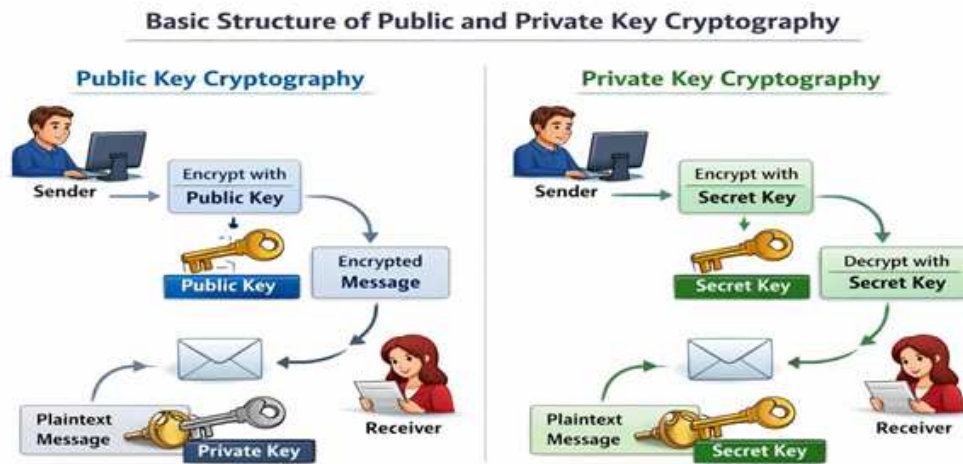 Basic Structure of Public and Private Key Cryptography
Public Key Cryptography
Sender
Encrypt with
Public Key
Public Key
Encrypted
Message
Plaintext
Message
Private Key
Receiver
Private Key Cryptography
Sender
Encrypt with
Secret Key
Secret Key
Decrypt with
Secret Key
Plaintext
Message
Secret Key
Receiver